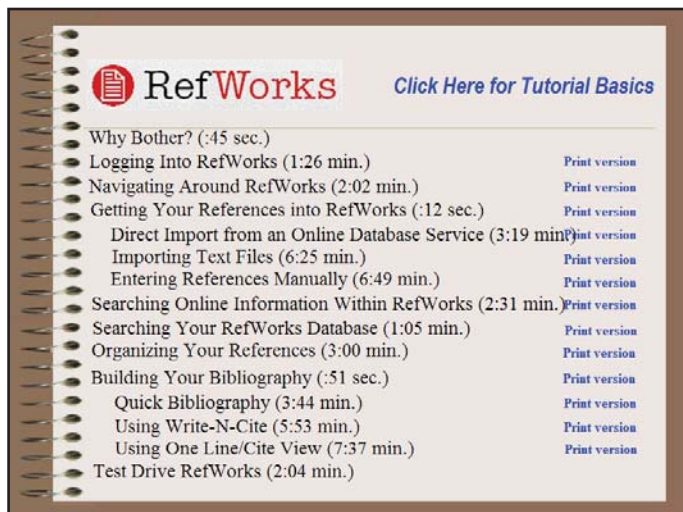 RefWorks Click Here for Tutorial Basics
Why Bother? (:45 sec.)
Logging Into RefWorks (1:26 min.) Print version
Navigating Around RefWorks (2:02 min.) Print version
Getting Your References into RefWorks (:12 sec.) Print version
Direct Import from an Online Database Service (3:19 min.) Print version
Importing Text Files (6:25 min.) Print version
Entering References Manually (6:49 min.) Print version
Searching Online Information Within RefWorks (2:31 min.) Print version
Searching Your RefWorks Database (1:05 min.) Print version
Organizing Your References (3:00 min.) Print version
Building Your Bibliography (:51 sec.) Print version
Quick Bibliography (3:44 min.) Print version
Using Write-N-Cite (5:53 min.) Print version
Using One Line/Cite View (7:37 min.) Print version
Test Drive RefWorks (2:04 min.)